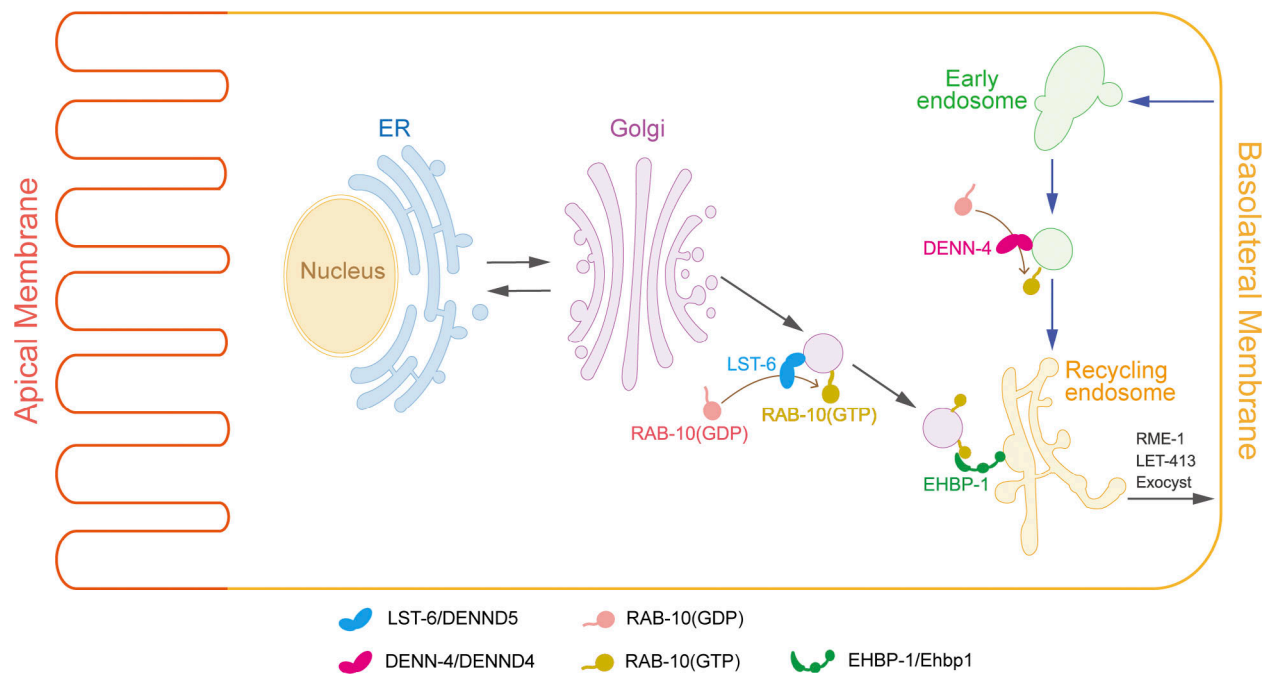 Apical Membrane
ER
Nucleus
Golgi
Early
endosome
DENN-4
LST-6
RAB-10(GDP)
RAB-10(GTP)
EHBP-1
Recycling
endosome
RME-1
LET-413
Exocyst
Basolateral Membrane
LST-6/DENND5
RAB-10(GDP)
DENN-4/DENND4
RAB-10(GTP)
EHBP-1/Ehbp1